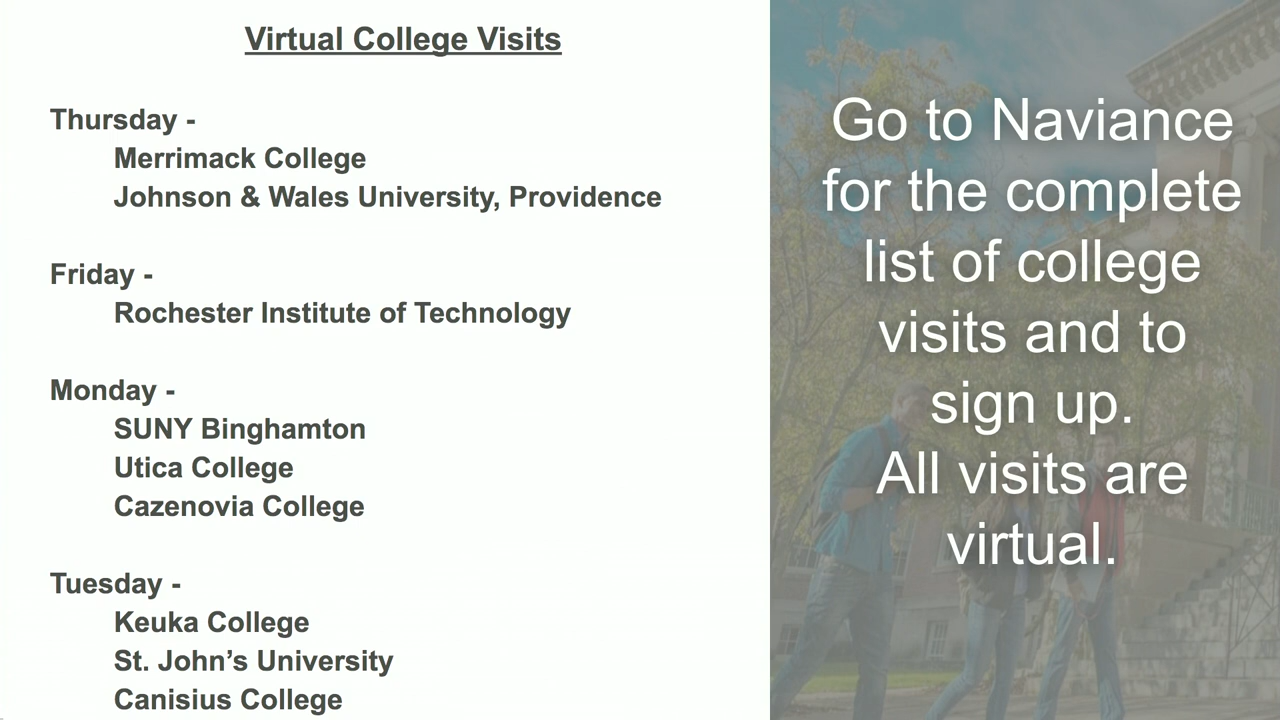 Virtual College Visits
Thursday -
Merrimack College
Johnson & Wales University, Providence
Friday -
Rochester Institute of Technology
Monday -
SUNY Binghamton
Utica College
Cazenovia College
Tuesday -
Keuka College
St. John’s University
Canisius College
Go to Naviance
for the complete
list of college
visits and to
sign up.
All visits are
virtual.